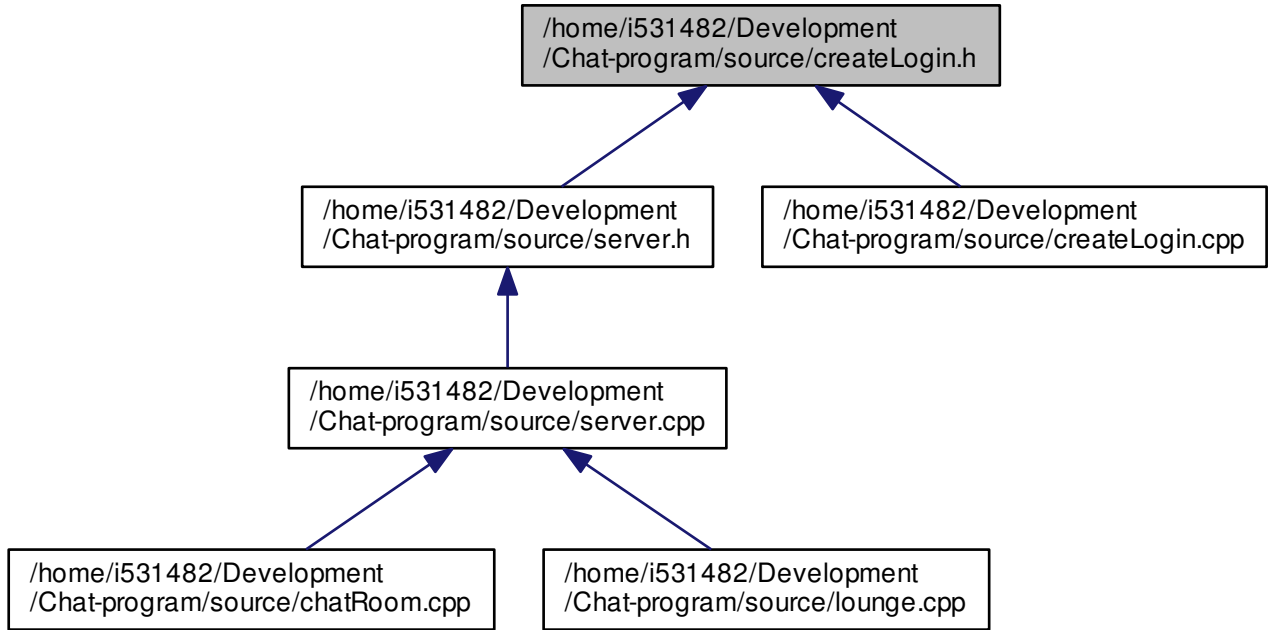 /home/i531482/Development
/Chat-program/source/createLogin.h
/home/i531482/Development
/Chat-program/source/server.h
/home/i531482/Development
/Chat-program/source/createLogin.cpp
/home/i531482/Development
/Chat-program/source/server.cpp
/home/i531482/Development
/Chat-program/source/chatRoom.cpp
/home/i531482/Development
/Chat-program/source/lounge.cpp